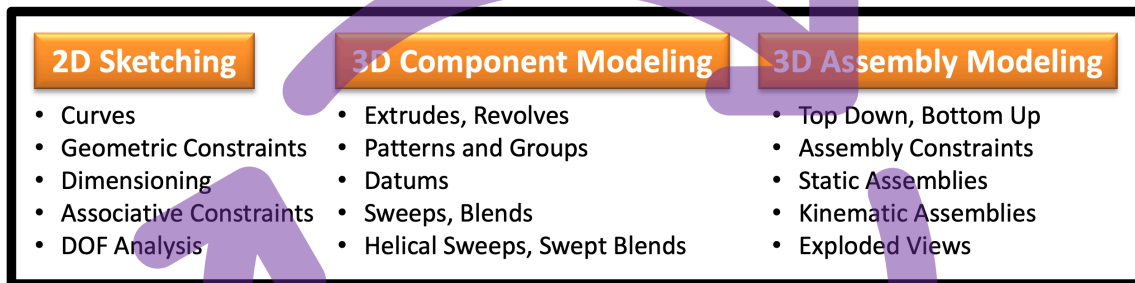 2D Sketching
• Curves
• Geometric Constraints
• Dimensioning
• Associative Constraints
• DOF Analysis
3D Component Modeling
• Extrudes, Revolves
• Patterns and Groups
• Datums
• Sweeps, Blends
• Helical Sweeps, Swept Blends
3D Assembly Modeling
• Top Down, Bottom Up
• Assembly Constraints
• Static Assemblies
• Kinematic Assemblies
• Exploded Views